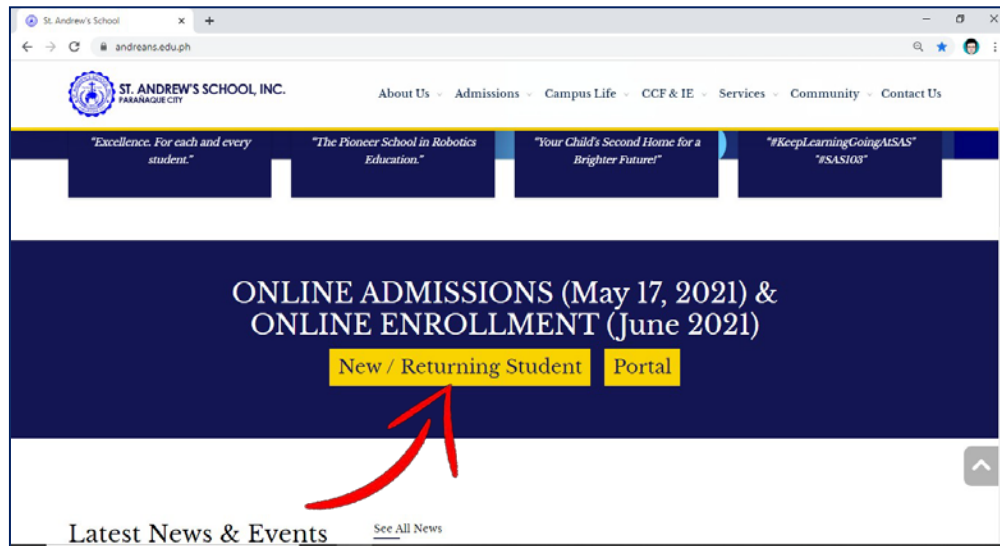 St. Andrew's School
andreans.edu.ph
ST. ANDREW'S SCHOOL, INC.
PARAÑAQUE CITY
About Us Admissions Campus Life CCF & IE Services Community Contact Us
"Excellence. For each and every
student."
"The Pioneer School in Robotics
Education."
"Your Child's Second Home for a
Brighter Future!"
"#KeepLearningGoingAtSAS"
"#SAS103"
ONLINE ADMISSIONS (May 17, 2021) &
ONLINE ENROLLMENT (June 2021)
New / Returning Student Portal
Latest News & Events
See All News